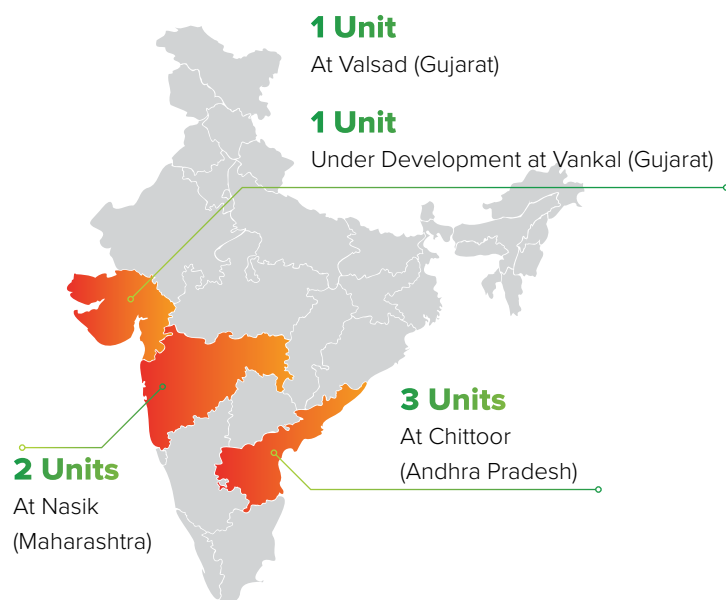 1 Unit
At Valsad (Gujarat)
1 Unit
Under Development at Vankal (Gujarat)
3 Units
At Chittoor
(Andhra Pradesh)
2 Units
At Nasik
(Maharashtra)